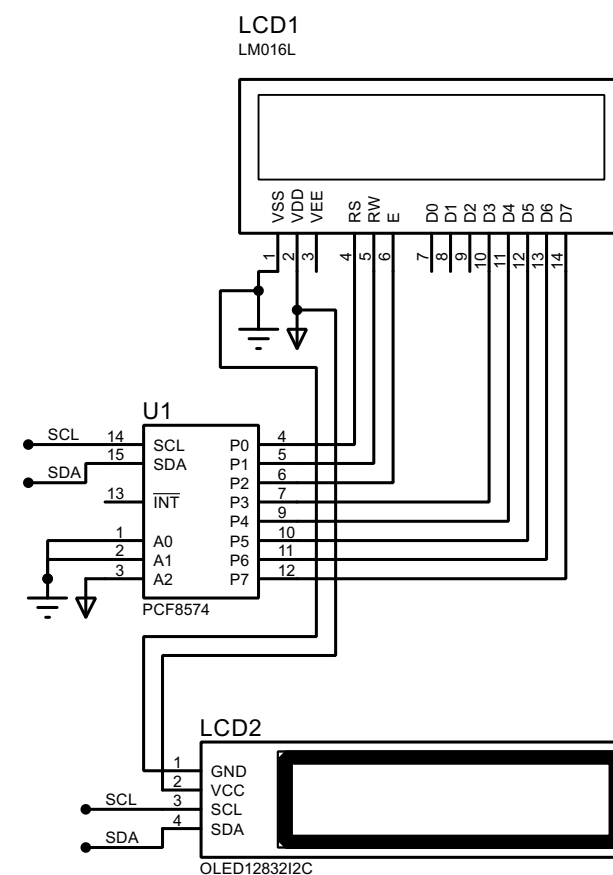 LCD1
LM016L
VSS VDD VEE RS RW E D0 D1 D2 D3 D4 D5 D6 D7
1 2 3 4 5 6 7 8 9 10 11 12 13 14
U1
SCL 14 SCL P0 4
15 SDA P1 5
SDA P2 6
13 INT P3 7
P4 9
1 A0 P5 10
2 A1 P6 11
3 A2 P7 12
PCF8574
LCD2
1 GND
2 VCC
SCL 3 SCL
4 SDA
SDA
OLED12832I2C